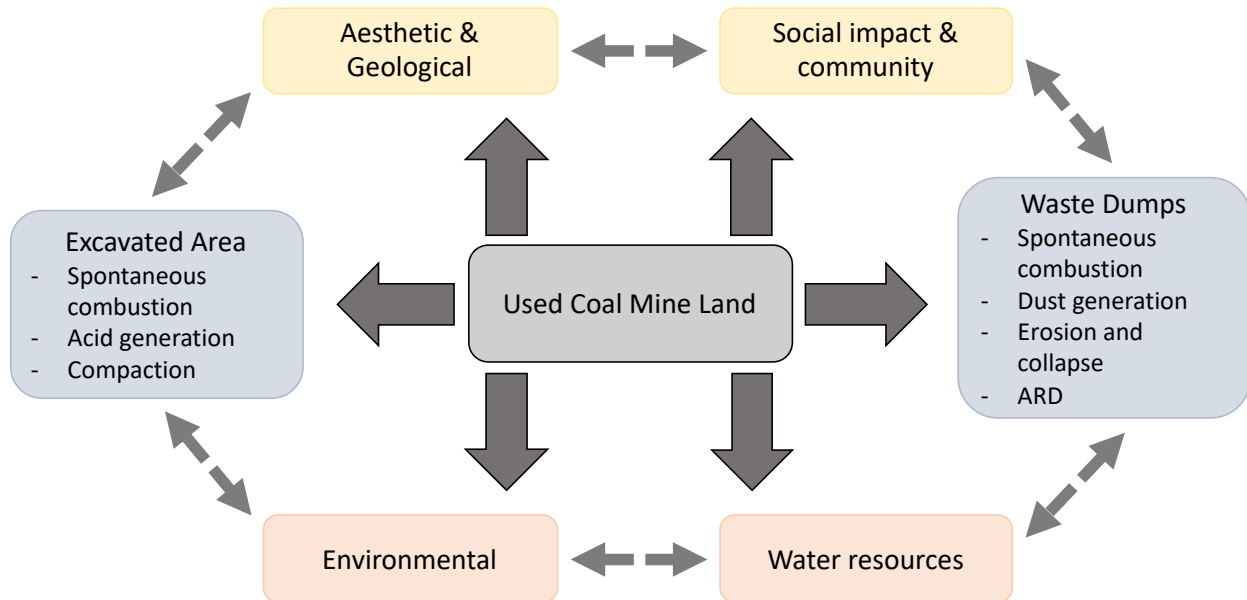 Aesthetic &
Geological
Social impact &
community
Excavated Area
- Spontaneous
combustion
- Acid generation
- Compaction
Used Coal Mine Land
Waste Dumps
- Spontaneous
combustion
- Dust generation
- Erosion and
collapse
- ARD
Environmental
Water resources